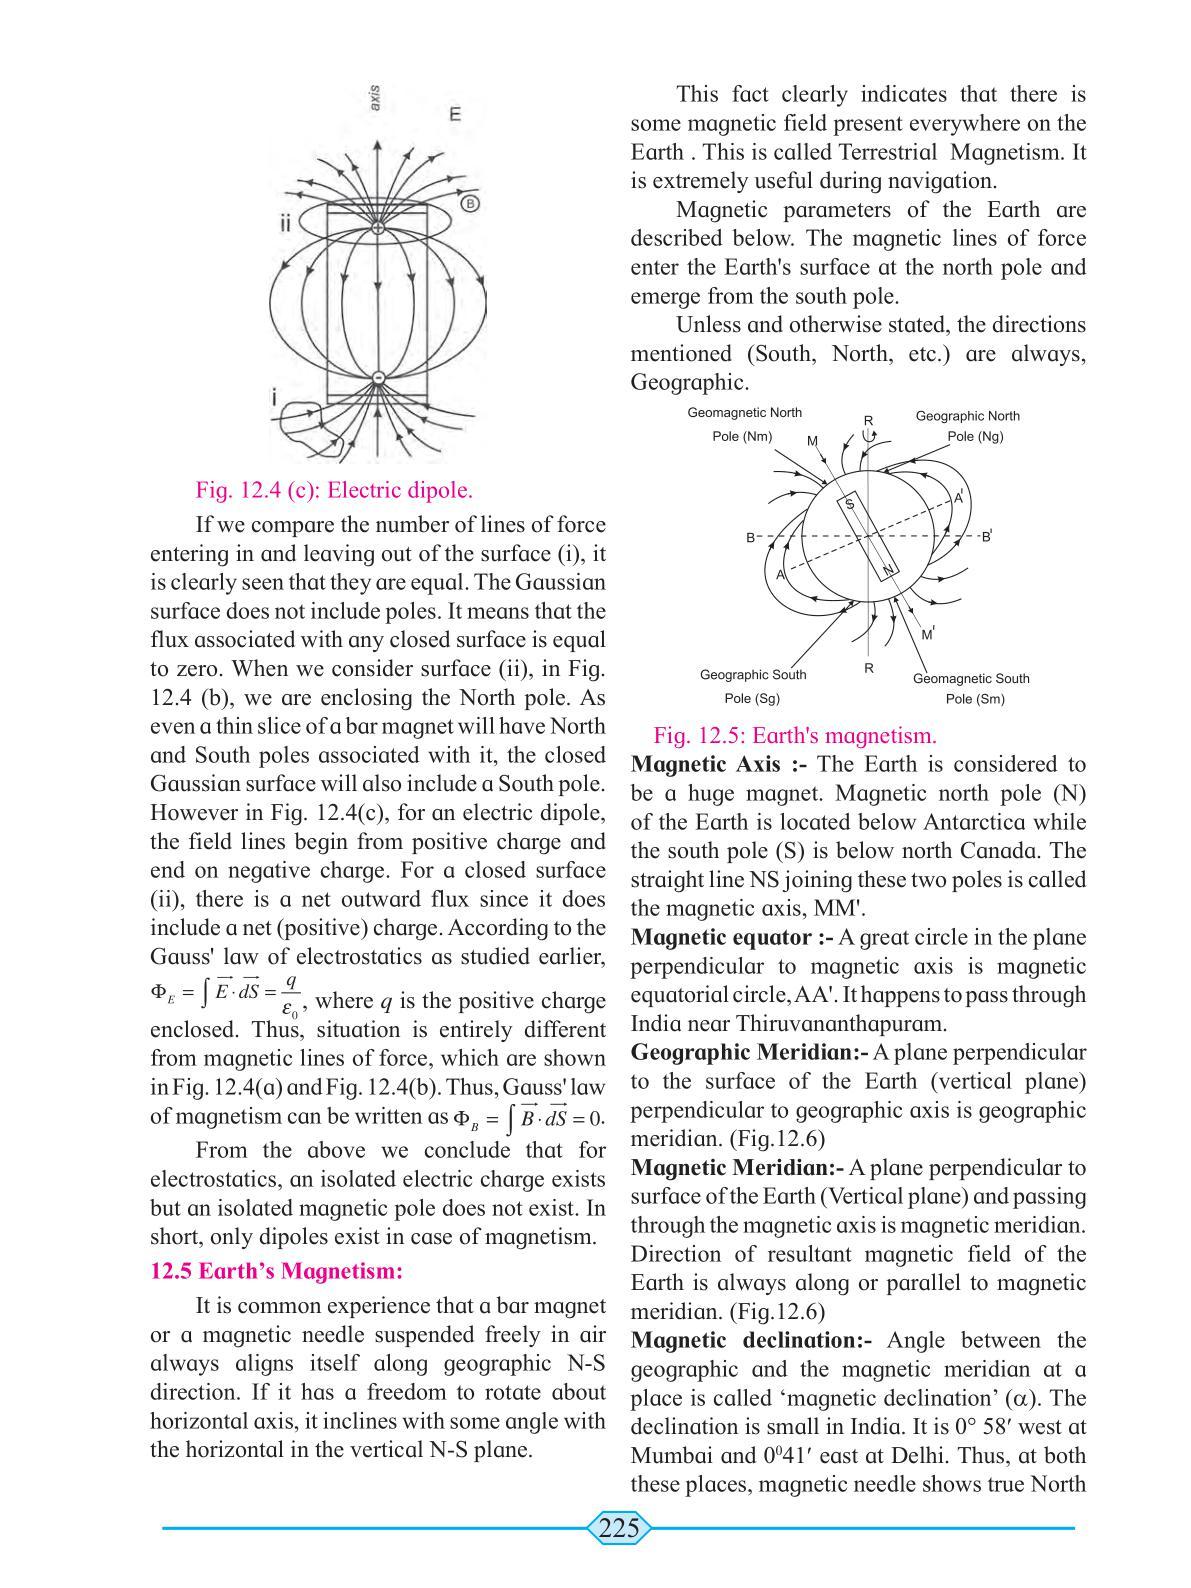 axis
E
B
ii
+
-
i
Fig. 12.4 (c): Electric dipole.
If we compare the number of lines of force
entering in and leaving out of the surface (i), it
is clearly seen that they are equal. The Gaussian
surface does not include poles. It means that the
flux associated with any closed surface is equal
to zero. When we consider surface (ii), in Fig.
12.4 (b), we are enclosing the North pole. As
even a thin slice of a bar magnet will have North
and South poles associated with it, the closed
Gaussian surface will also include a South pole.
However in Fig. 12.4(c), for an electric dipole,
the field lines begin from positive charge and
end on negative charge. For a closed surface
(ii), there is a net outward flux since it does
include a net (positive) charge. According to the
Gauss' law of electrostatics as studied earlier,
Φ_E = ∫ E⃗ · dS⃗ = q/ε₀, where q is the positive charge
enclosed. Thus, situation is entirely different
from magnetic lines of force, which are shown
in Fig. 12.4(a) and Fig. 12.4(b). Thus, Gauss' law
of magnetism can be written as Φ_B = ∫ B⃗ · dS⃗ = 0.
From the above we conclude that for
electrostatics, an isolated electric charge exists
but an isolated magnetic pole does not exist. In
short, only dipoles exist in case of magnetism.
12.5 Earth’s Magnetism:
It is common experience that a bar magnet
or a magnetic needle suspended freely in air
always aligns itself along geographic N-S
direction. If it has a freedom to rotate about
horizontal axis, it inclines with some angle with
the horizontal in the vertical N-S plane.
This fact clearly indicates that there is
some magnetic field present everywhere on the
Earth . This is called Terrestrial Magnetism. It
is extremely useful during navigation.
Magnetic parameters of the Earth are
described below. The magnetic lines of force
enter the Earth's surface at the north pole and
emerge from the south pole.
Unless and otherwise stated, the directions
mentioned (South, North, etc.) are always,
Geographic.
Geomagnetic North
Pole (Nm)
M
R
Geographic North
Pole (Ng)
S
A'
B
B'
A
N
M'
R
Geographic South
Pole (Sg)
Geomagnetic South
Pole (Sm)
Fig. 12.5: Earth's magnetism.
Magnetic Axis :- The Earth is considered to
be a huge magnet. Magnetic north pole (N)
of the Earth is located below Antarctica while
the south pole (S) is below north Canada. The
straight line NS joining these two poles is called
the magnetic axis, MM'.
Magnetic equator :- A great circle in the plane
perpendicular to magnetic axis is magnetic
equatorial circle, AA'. It happens to pass through
India near Thiruvananthapuram.
Geographic Meridian:- A plane perpendicular
to the surface of the Earth (vertical plane)
perpendicular to geographic axis is geographic
meridian. (Fig.12.6)
Magnetic Meridian:- A plane perpendicular to
surface of the Earth (Vertical plane) and passing
through the magnetic axis is magnetic meridian.
Direction of resultant magnetic field of the
Earth is always along or parallel to magnetic
meridian. (Fig.12.6)
Magnetic declination:- Angle between the
geographic and the magnetic meridian at a
place is called ‘magnetic declination’ (α). The
declination is small in India. It is 0° 58′ west at
Mumbai and 0⁰41′ east at Delhi. Thus, at both
these places, magnetic needle shows true North
225